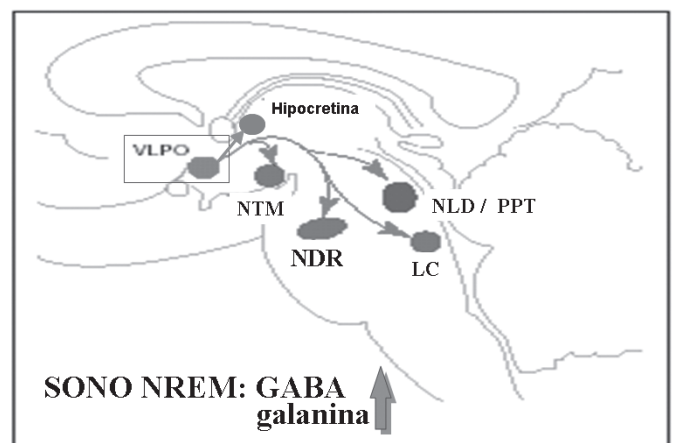 Hipocretina
VLPO
NTM
NLD / PPT
NDR
LC
SONO NREM: GABA
galanina